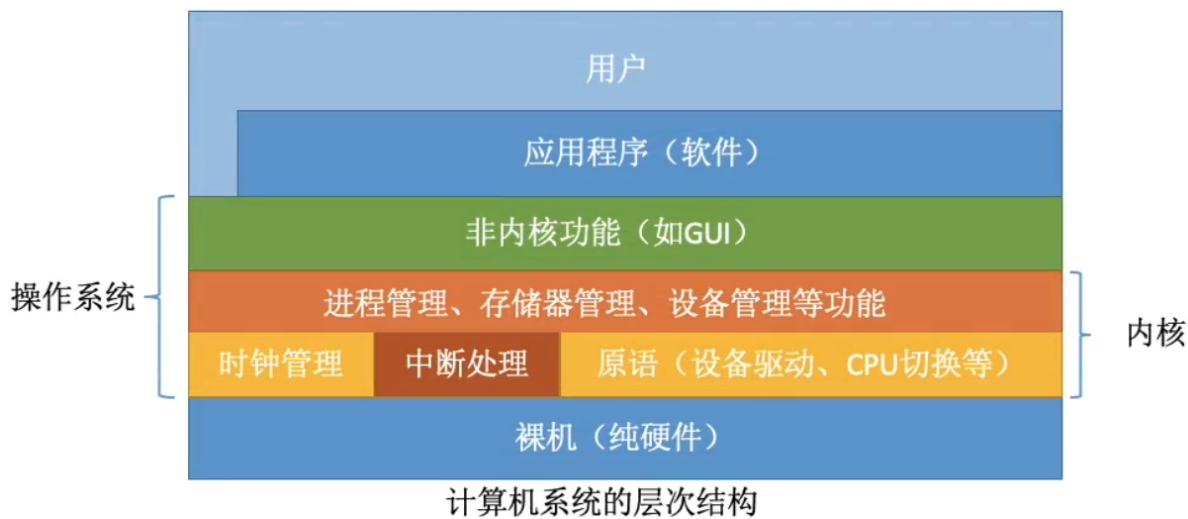 用户
应用程序（软件）
非内核功能（如GUI）
操作系统
进程管理、存储器管理、设备管理等功能
内核
时钟管理
中断处理
原语（设备驱动、CPU切换等）
裸机（纯硬件）
计算机系统的层次结构